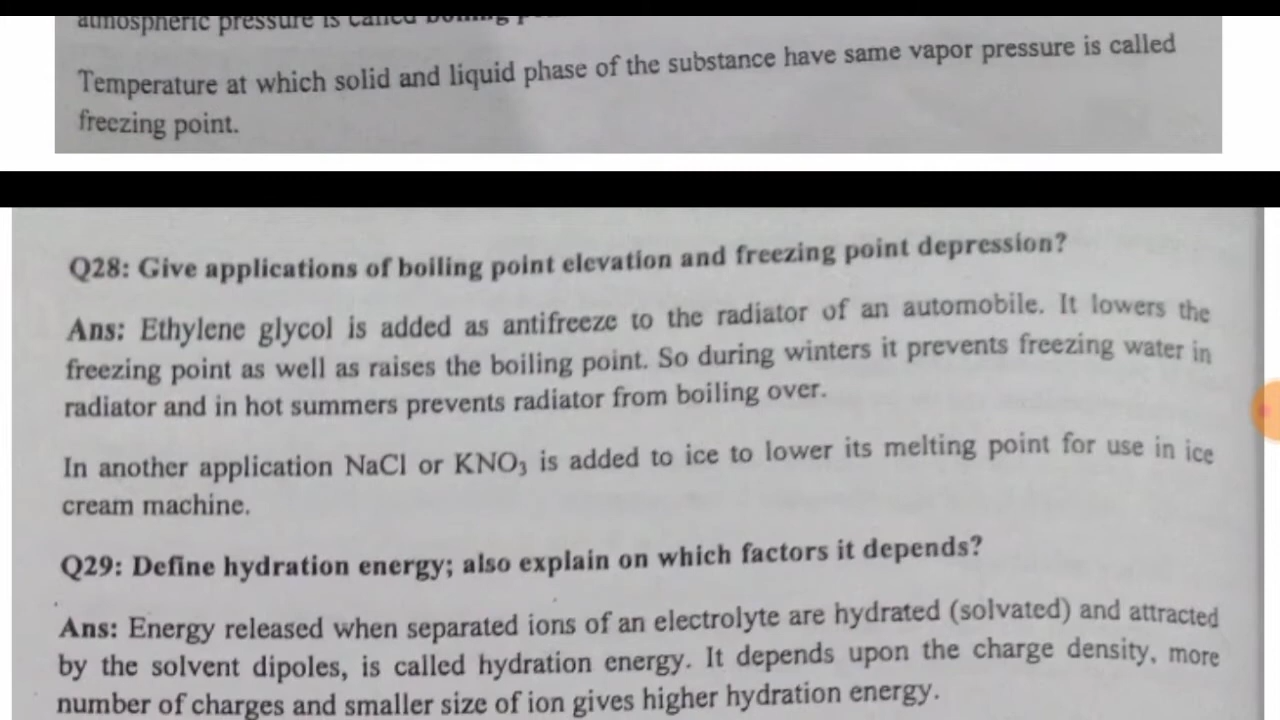 atmospheric pressure is called boiling
Temperature at which solid and liquid phase of the substance have same vapor pressure is called
freezing point.
Q28: Give applications of boiling point elevation and freezing point depression?
Ans: Ethylene glycol is added as antifreeze to the radiator of an automobile. It lowers the
freezing point as well as raises the boiling point. So during winters it prevents freezing water in
radiator and in hot summers prevents radiator from boiling over.
In another application NaCl or KNO₃ is added to ice to lower its melting point for use in ice
cream machine.
Q29: Define hydration energy; also explain on which factors it depends?
Ans: Energy released when separated ions of an electrolyte are hydrated (solvated) and attracted
by the solvent dipoles, is called hydration energy. It depends upon the charge density, more
number of charges and smaller size of ion gives higher hydration energy.